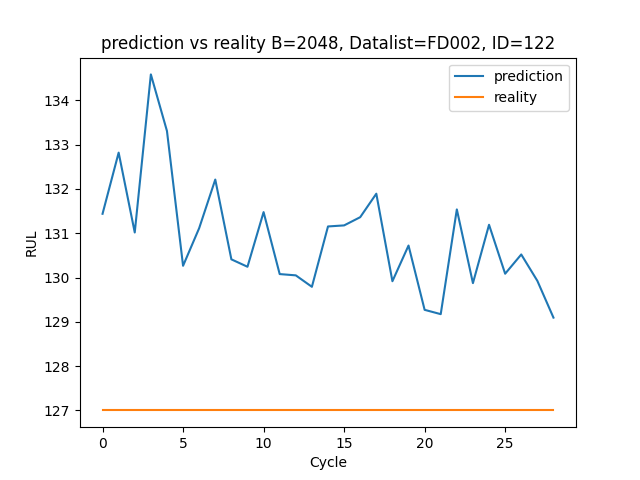 prediction vs reality B=2048, Datalist=FD002, ID=122
prediction
reality
134
133
132
131
130
129
128
127
RUL
0 5 10 15 20 25
Cycle